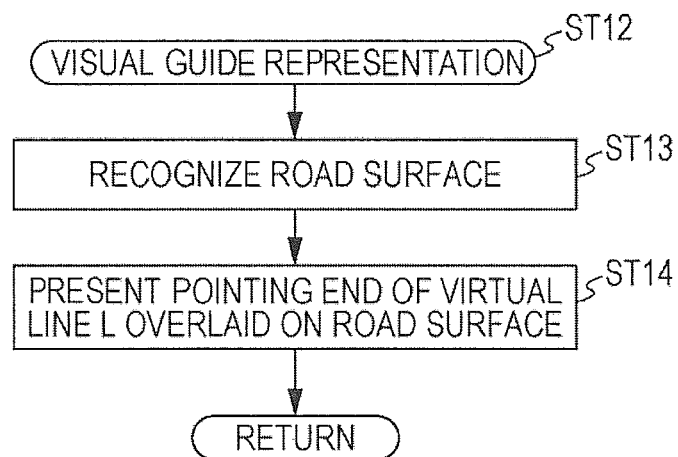 ST12
VISUAL GUIDE REPRESENTATION
ST13
RECOGNIZE ROAD SURFACE
ST14
PRESENT POINTING END OF VIRTUAL
LINE L OVERLAID ON ROAD SURFACE
RETURN